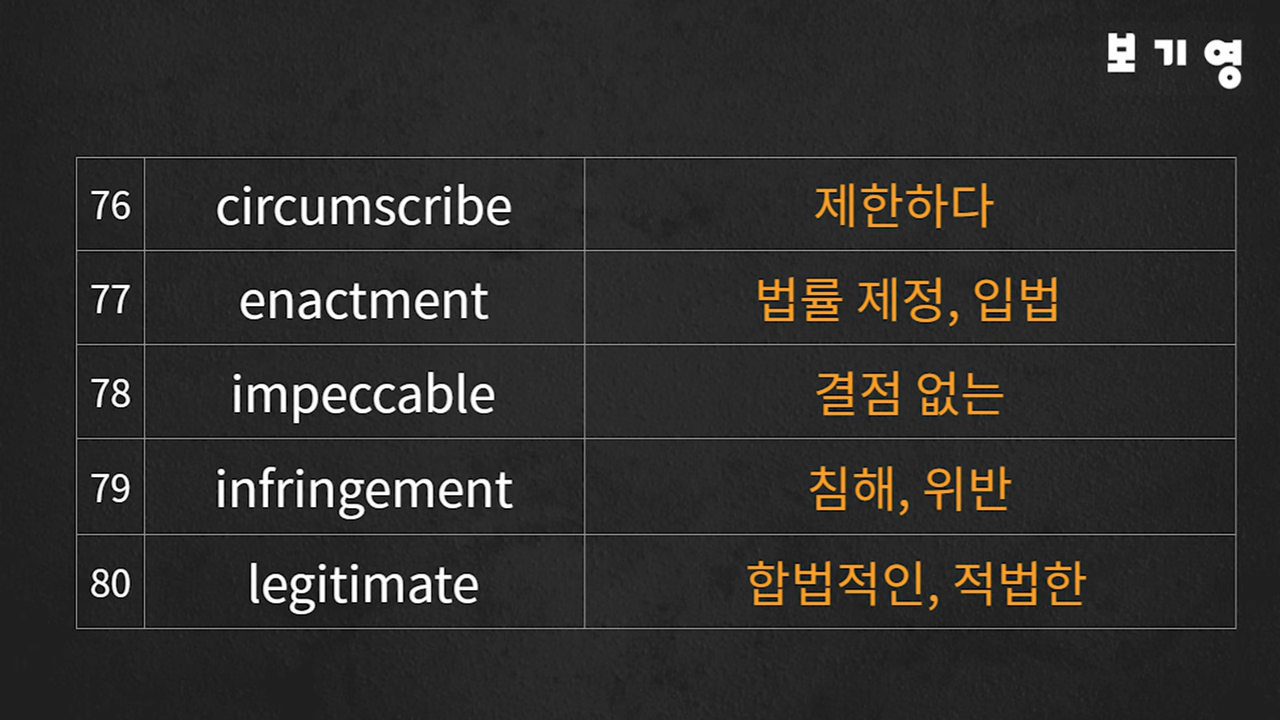 보기영
76 circumscribe 제한하다
77 enactment 법률 제정, 입법
78 impeccable 결점 없는
79 infringement 침해, 위반
80 legitimate 합법적인, 적법한